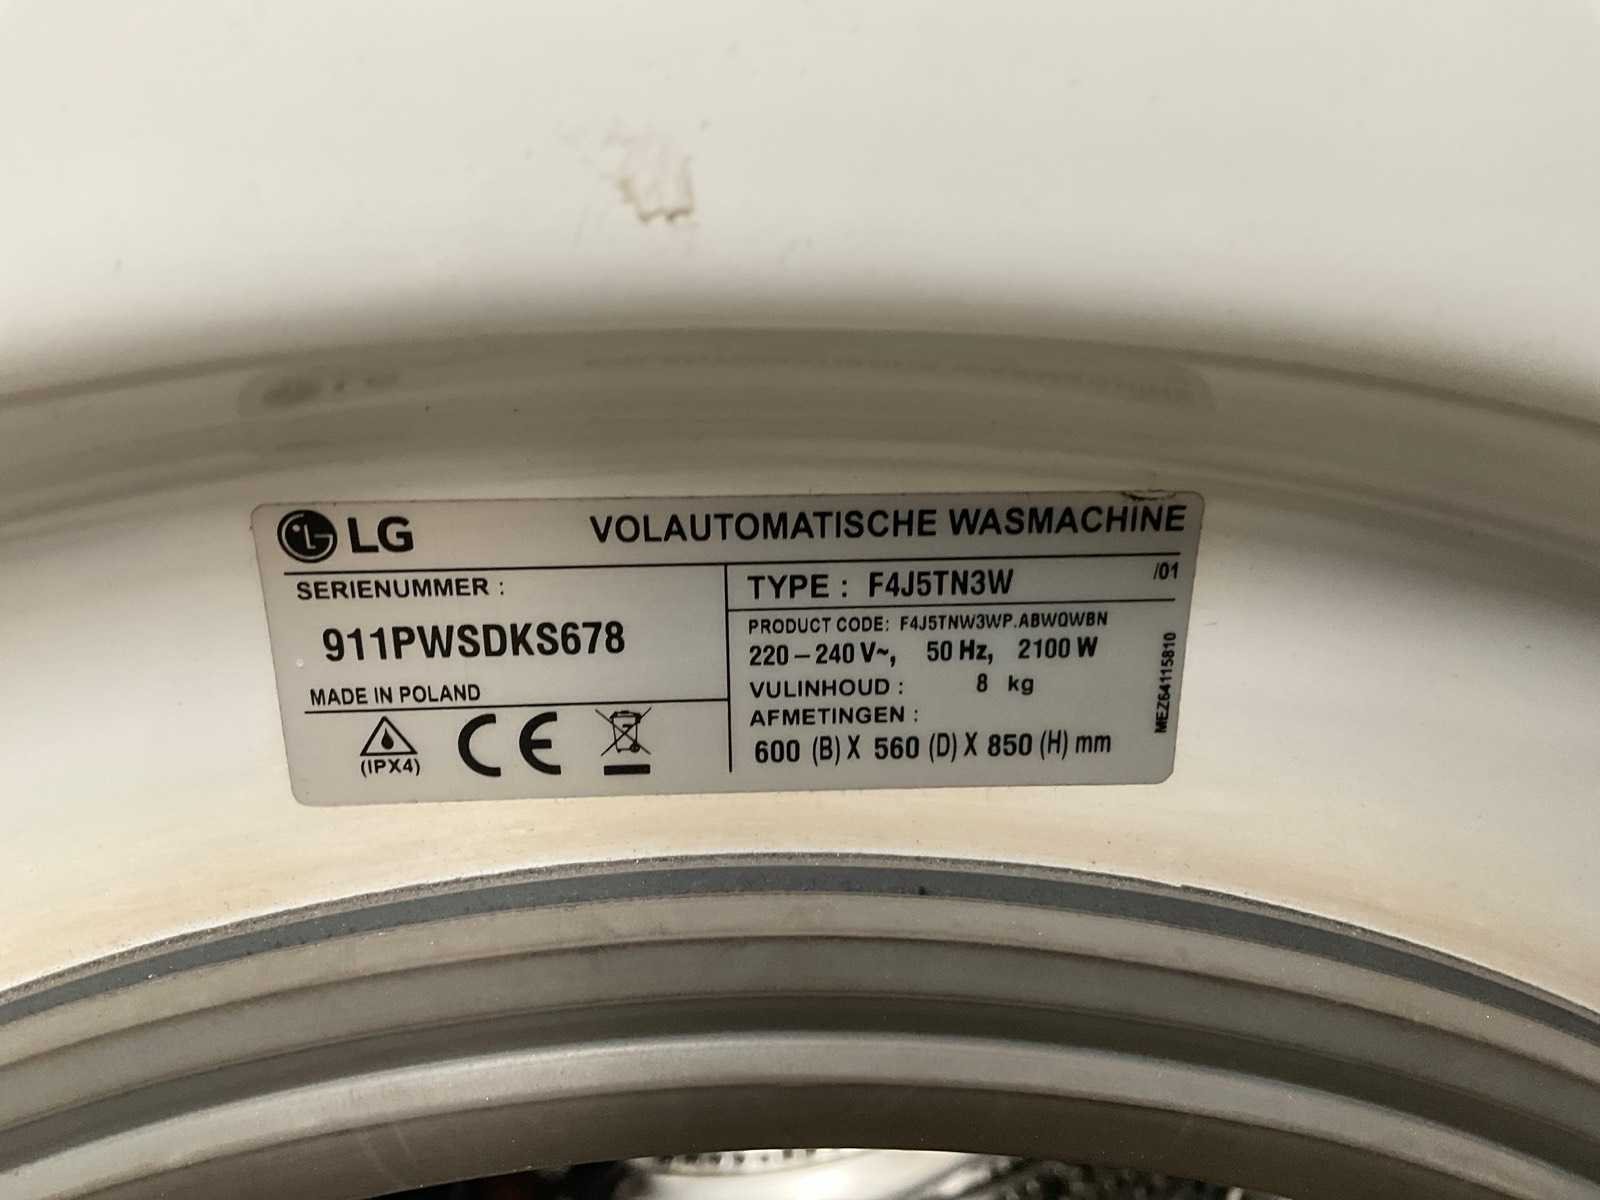 LG
VOLAUTOMATISCHE WASMACHINE
SERIENUMMER :
911PWSDKS678
MADE IN POLAND
(IPX4)
CE
TYPE : F4J5TN3W /01
PRODUCT CODE: F4J5TNW3WP.ABWQWBN
220–240 V~, 50 Hz, 2100 W
VULINHOUD : 8 kg
AFMETINGEN :
600 (B) X 560 (D) X 850 (H) mm
MEZ64115810